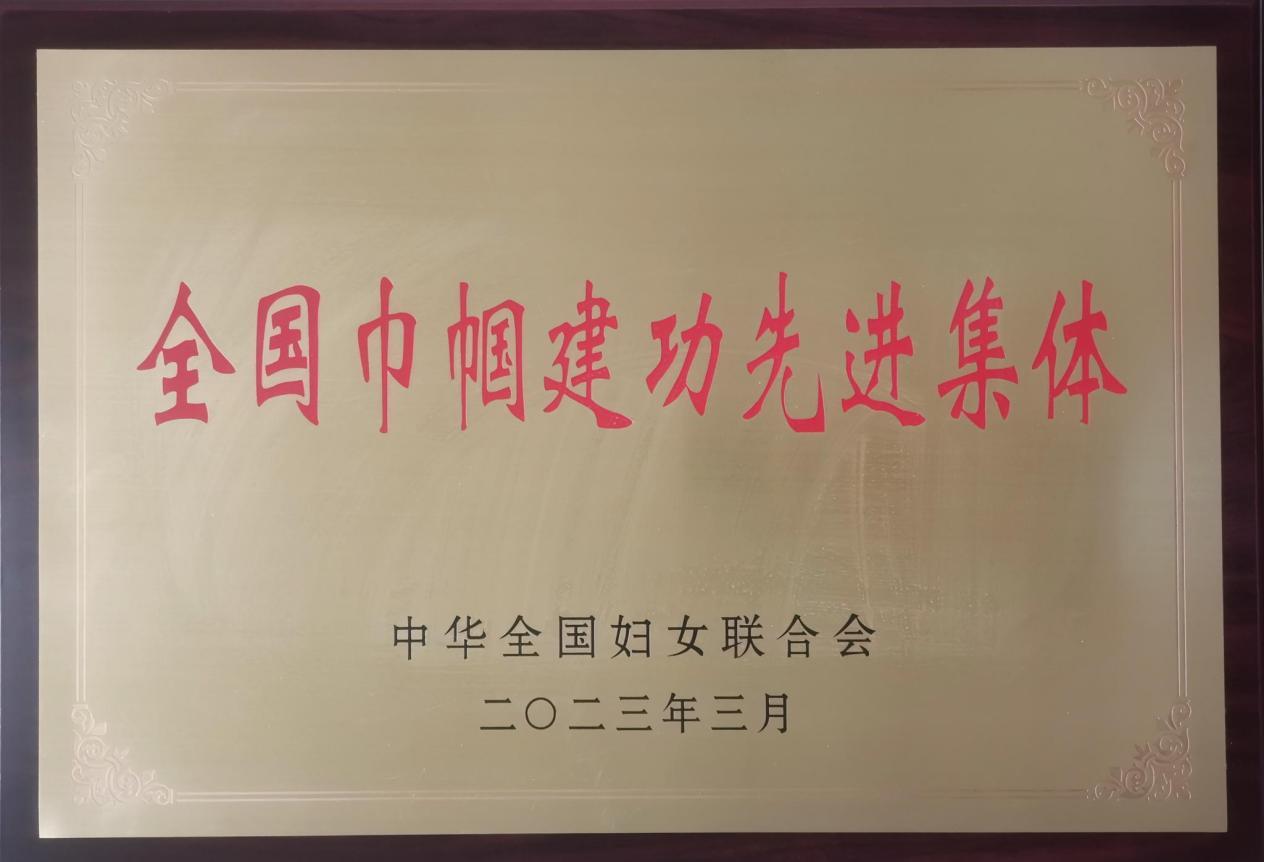 全国巾帼建功先进集体
中华全国妇女联合会
二〇二三年三月